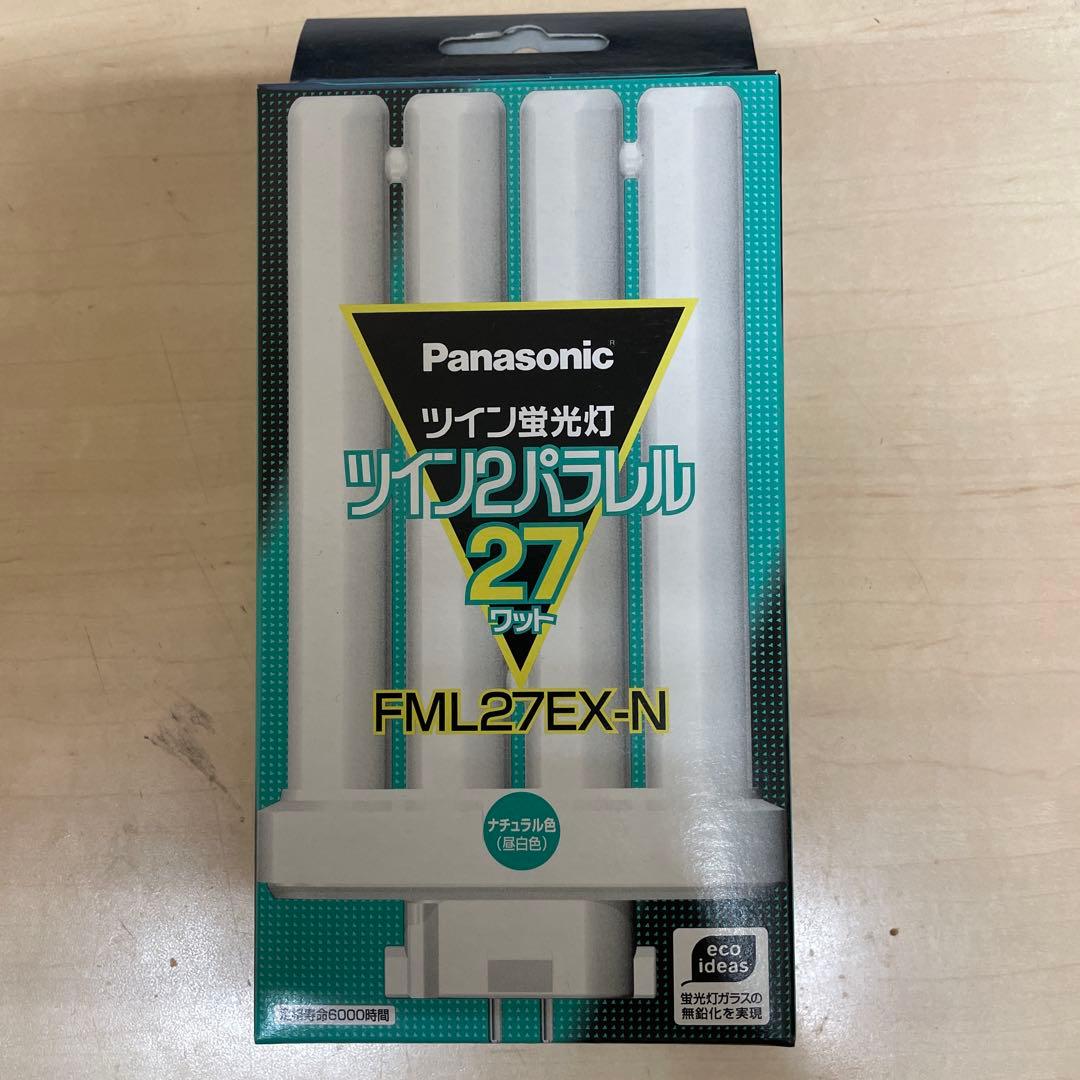 Panasonic
ツイン蛍光灯
ツイン2パラレル
27
ワット
FML27EX-N
ナチュラル色
(昼白色)
eco
ideas
蛍光灯ガラスの
無鉛化を実現
定格寿命6000時間